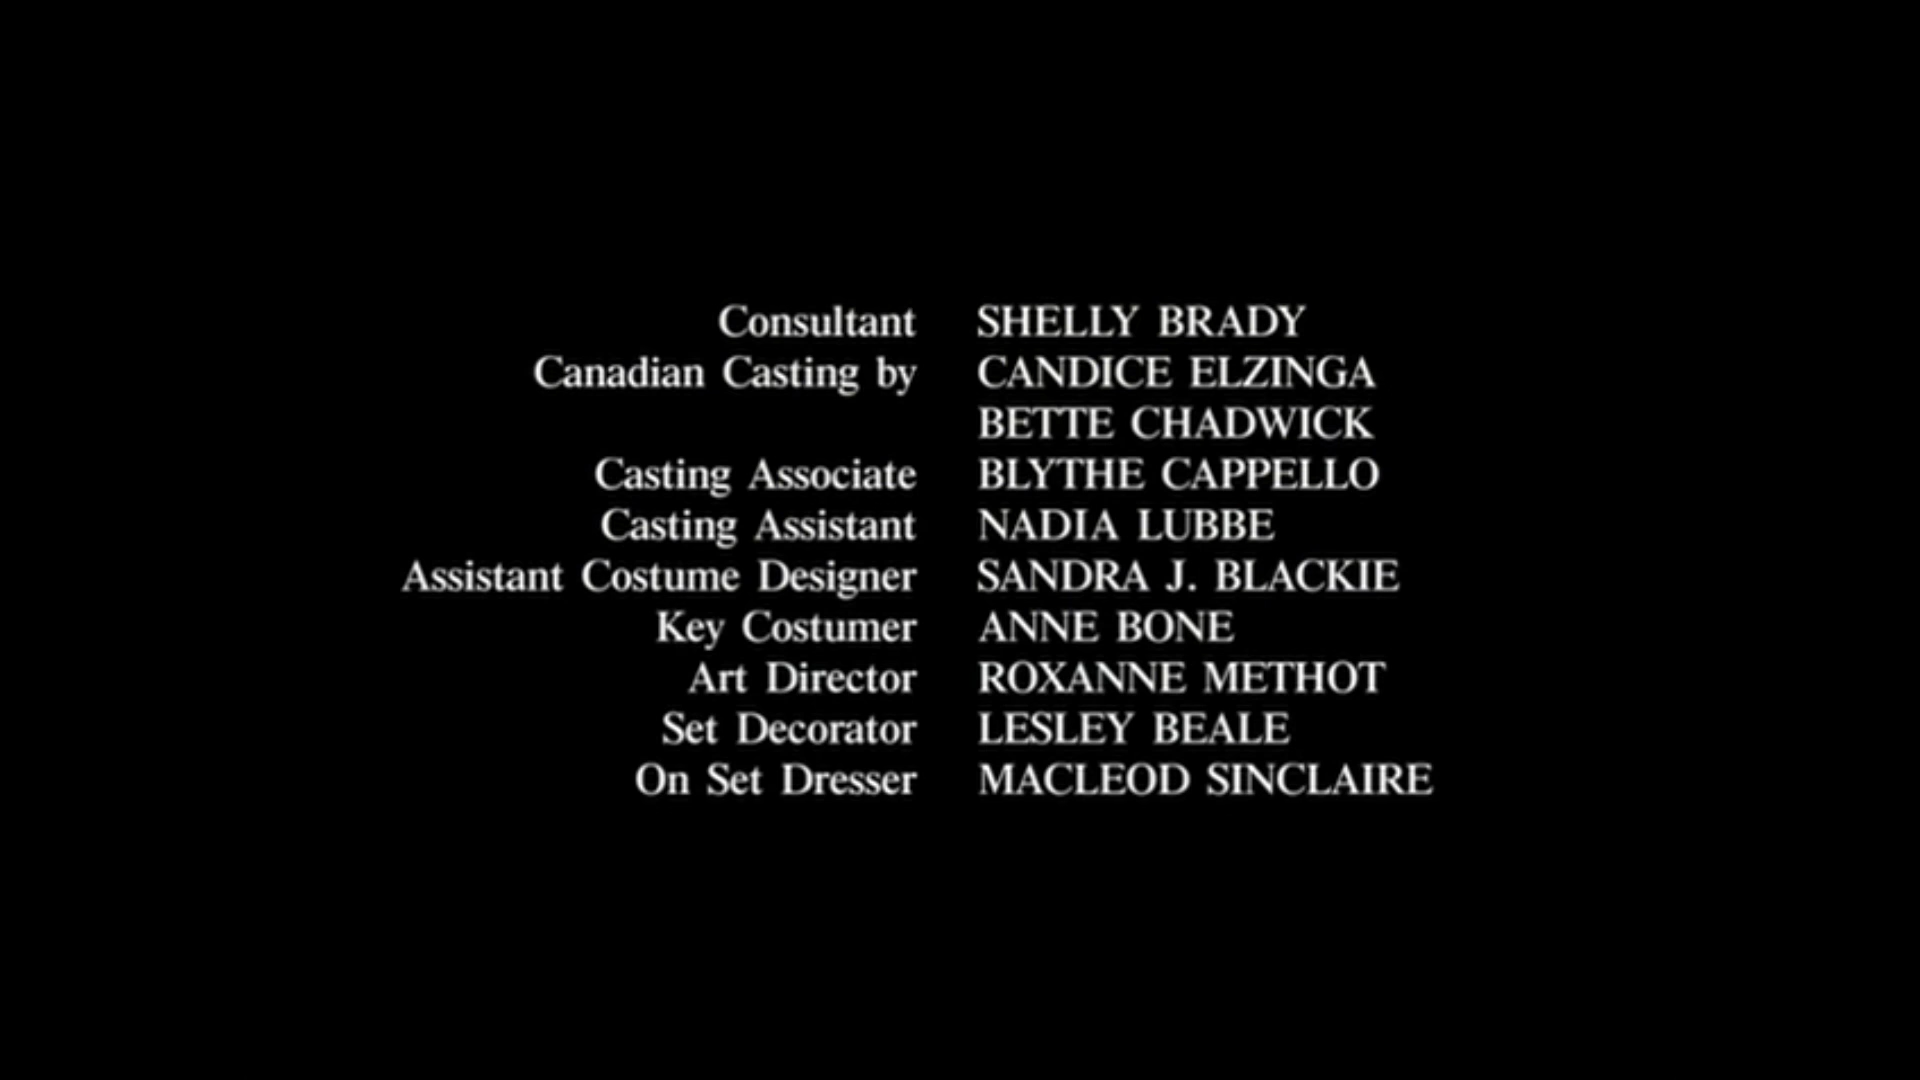 Consultant SHELLY BRADY
Canadian Casting by CANDICE ELZINGA
BETTE CHADWICK
Casting Associate BLYTHE CAPPELLO
Casting Assistant NADIA LUBBE
Assistant Costume Designer SANDRA J. BLACKIE
Key Costumer ANNE BONE
Art Director ROXANNE METHOT
Set Decorator LESLEY BEALE
On Set Dresser MACLEOD SINCLAIRE